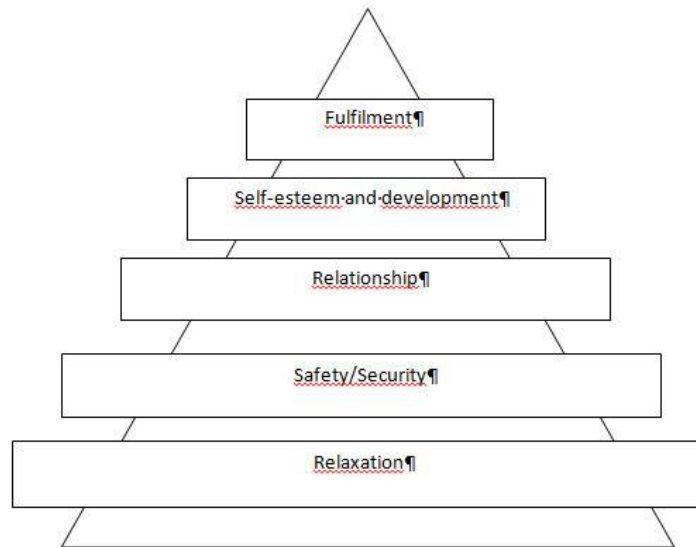 Fulfilment¶
Self-esteem·and·development¶
Relationship¶
Safety/Security¶
Relaxation¶